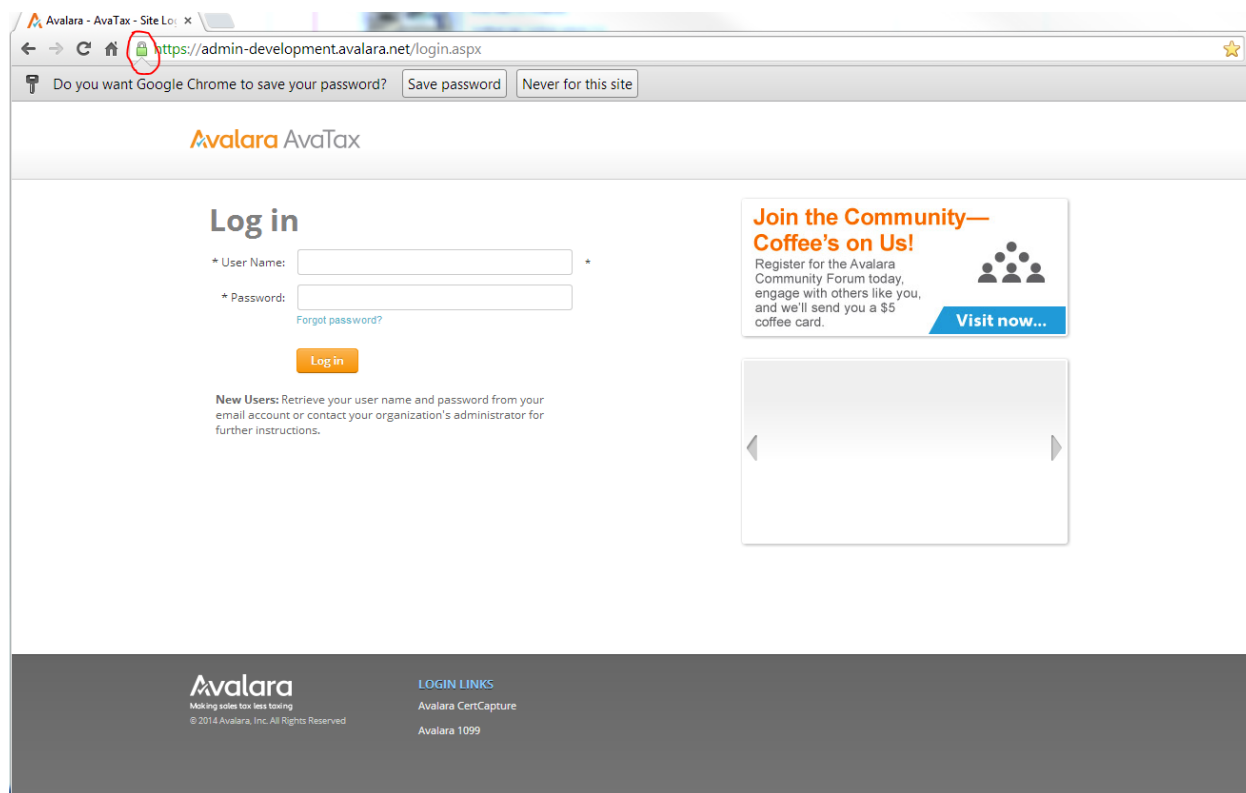 Avalara - AvaTax - Site Lo
https://admin-development.avalara.net/login.aspx
Do you want Google Chrome to save your password? Save password Never for this site
Avalara AvaTax
Log in
* User Name: *
* Password:
Forgot password?
Log in
New Users: Retrieve your user name and password from your
email account or contact your organization's administrator for
further instructions.
Join the Community—
Coffee's on Us!
Register for the Avalara
Community Forum today,
engage with others like you,
and we'll send you a $5
coffee card.
Visit now...
Avalara
Making sales tax less taxing
© 2014 Avalara, Inc. All Rights Reserved
LOGIN LINKS
Avalara CertCapture
Avalara 1099